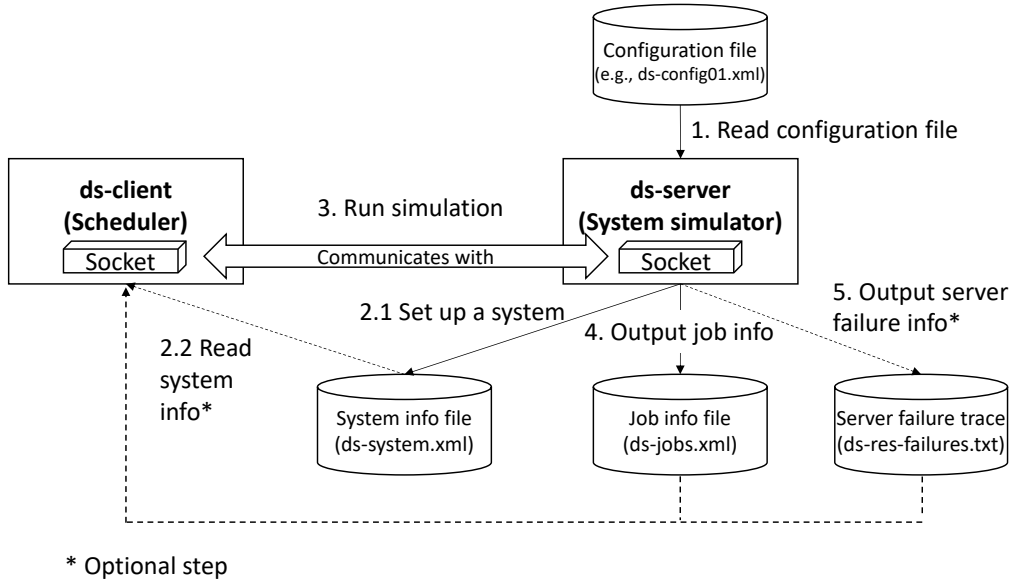 Configuration file
(e.g., ds-config01.xml)
1. Read configuration file
ds-client
(Scheduler)
Socket
3. Run simulation
Communicates with
ds-server
(System simulator)
Socket
2.1 Set up a system
2.2 Read
system
info*
4. Output job info
5. Output server
failure info*
System info file
(ds-system.xml)
Job info file
(ds-jobs.xml)
Server failure trace
(ds-res-failures.txt)
* Optional step